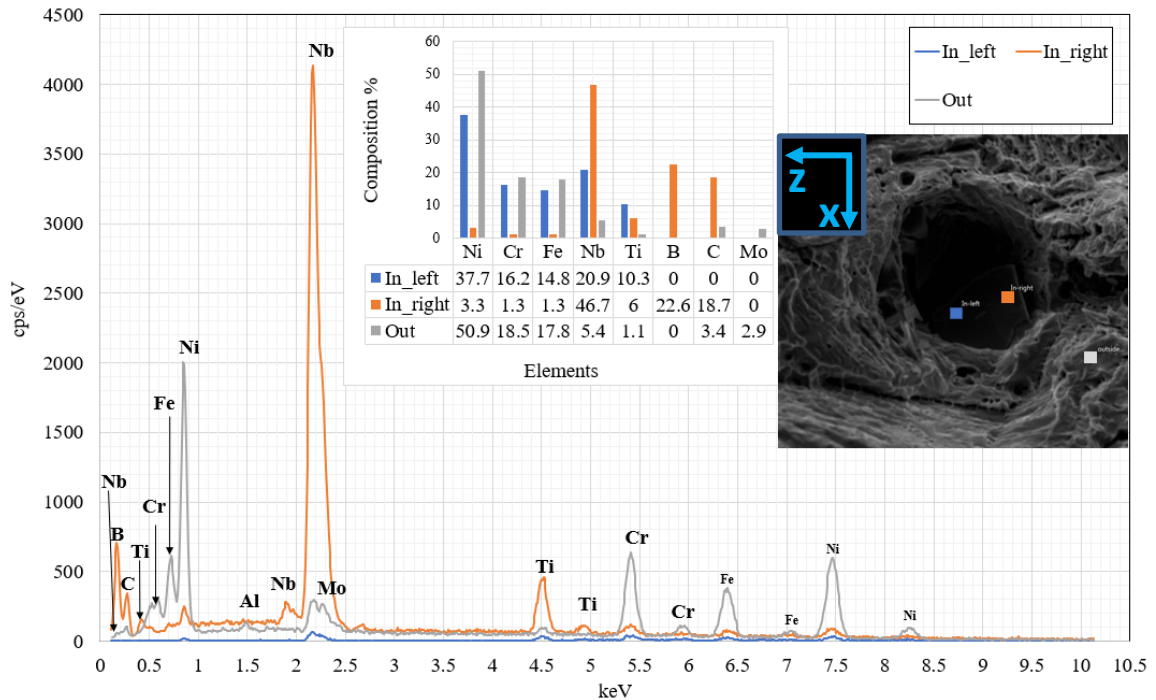 4500
4000
3500
3000
2500
2000
1500
1000
500
0
cps/eV
0 0.5 1 1.5 2 2.5 3 3.5 4 4.5 5 5.5 6 6.5 7 7.5 8 8.5 9 9.5 10 10.5
keV
Nb
B
C
Ti
Cr
Fe
Ni
Al
Nb
Nb
Mo
Ti
Ti
Cr
Cr
Fe
Fe
Ni
Ni
60
50
40
30
20
10
0
Composition %
Ni Cr Fe Nb Ti B C Mo
In_left 37.7 16.2 14.8 20.9 10.3 0 0 0
In_right 3.3 1.3 1.3 46.7 6 22.6 18.7 0
Out 50.9 18.5 17.8 5.4 1.1 0 3.4 2.9
Elements
In_left In_right
Out
Z
X
In-left
In-right
outside